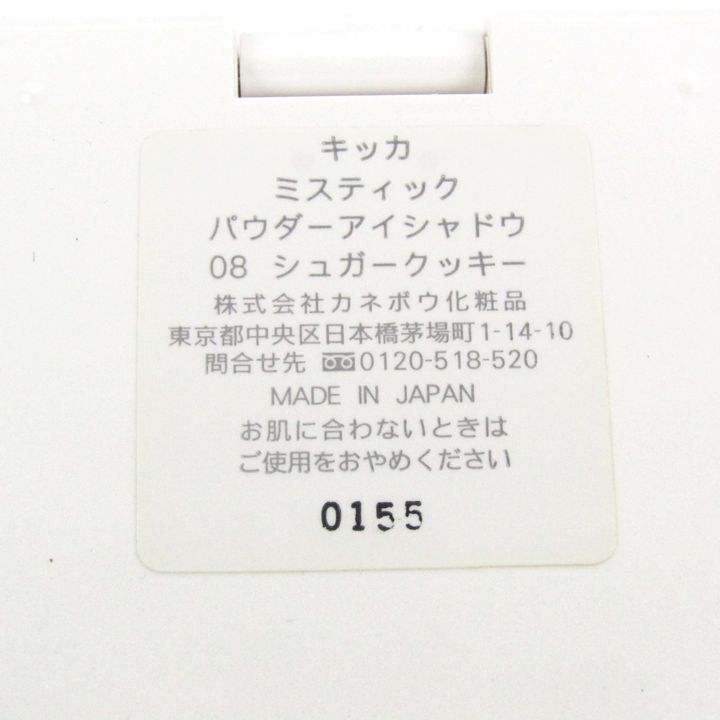 キッカ
ミスティック
パウダーアイシャドウ
08 シュガークッキー
株式会社カネボウ化粧品
東京都中央区日本橋茅場町1-14-10
問合せ先 0120-518-520
MADE IN JAPAN
お肌に合わないときは
ご使用をおやめください
0155